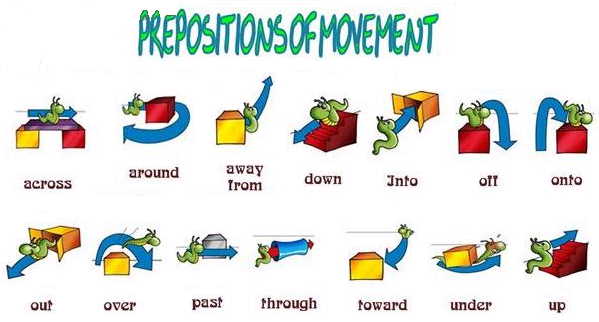 PREPOSITIONS OF MOVEMENT
across
around
away
from
down
Into
off
onto
out
over
past
through
toward
under
up